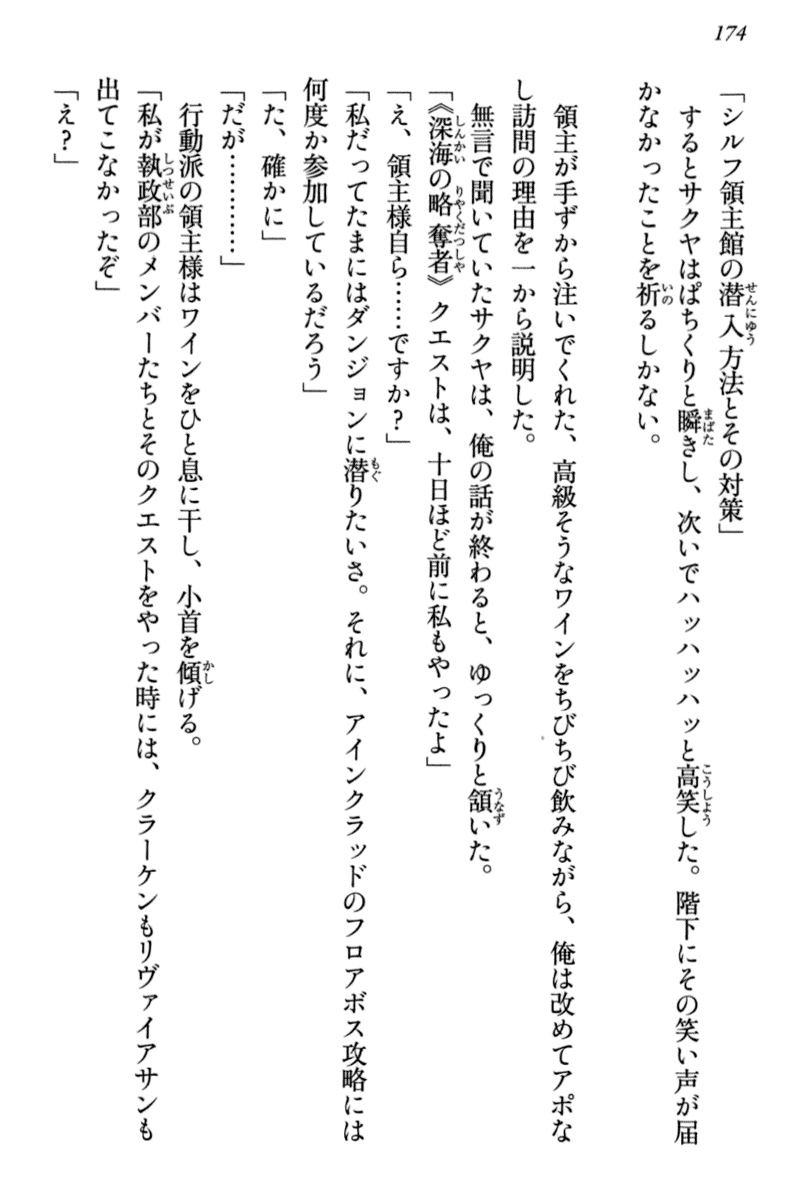 174
「シルフ領主館の潜入方法とその対策」
　するとサクヤはぱちくりと瞬きし、次いでハッハッハッと高笑した。階下にその笑い声が届
かなかったことを祈るしかない。
　領主が手ずから注いでくれた、高級そうなワインをちびちび飲みながら、俺は改めてアポな
し訪問の理由を一から説明した。
　無言で聞いていたサクヤは、俺の話が終わると、ゆっくりと頷いた。
「《深海の略奪者》クエストは、十日ほど前に私もやったよ」
「え、領主様自ら……ですか？」
「私だってたまにはダンジョンに潜りたいさ。それに、アインクラッドのフロアボス攻略には
何度か参加しているだろう」
「た、確かに」
「だが…………」
　行動派の領主様はワインをひと息に干し、小首を傾げる。
「私が執政部のメンバーたちとそのクエストをやった時には、クラーケンもリヴァイアサンも
出てこなかったぞ」
「え？」